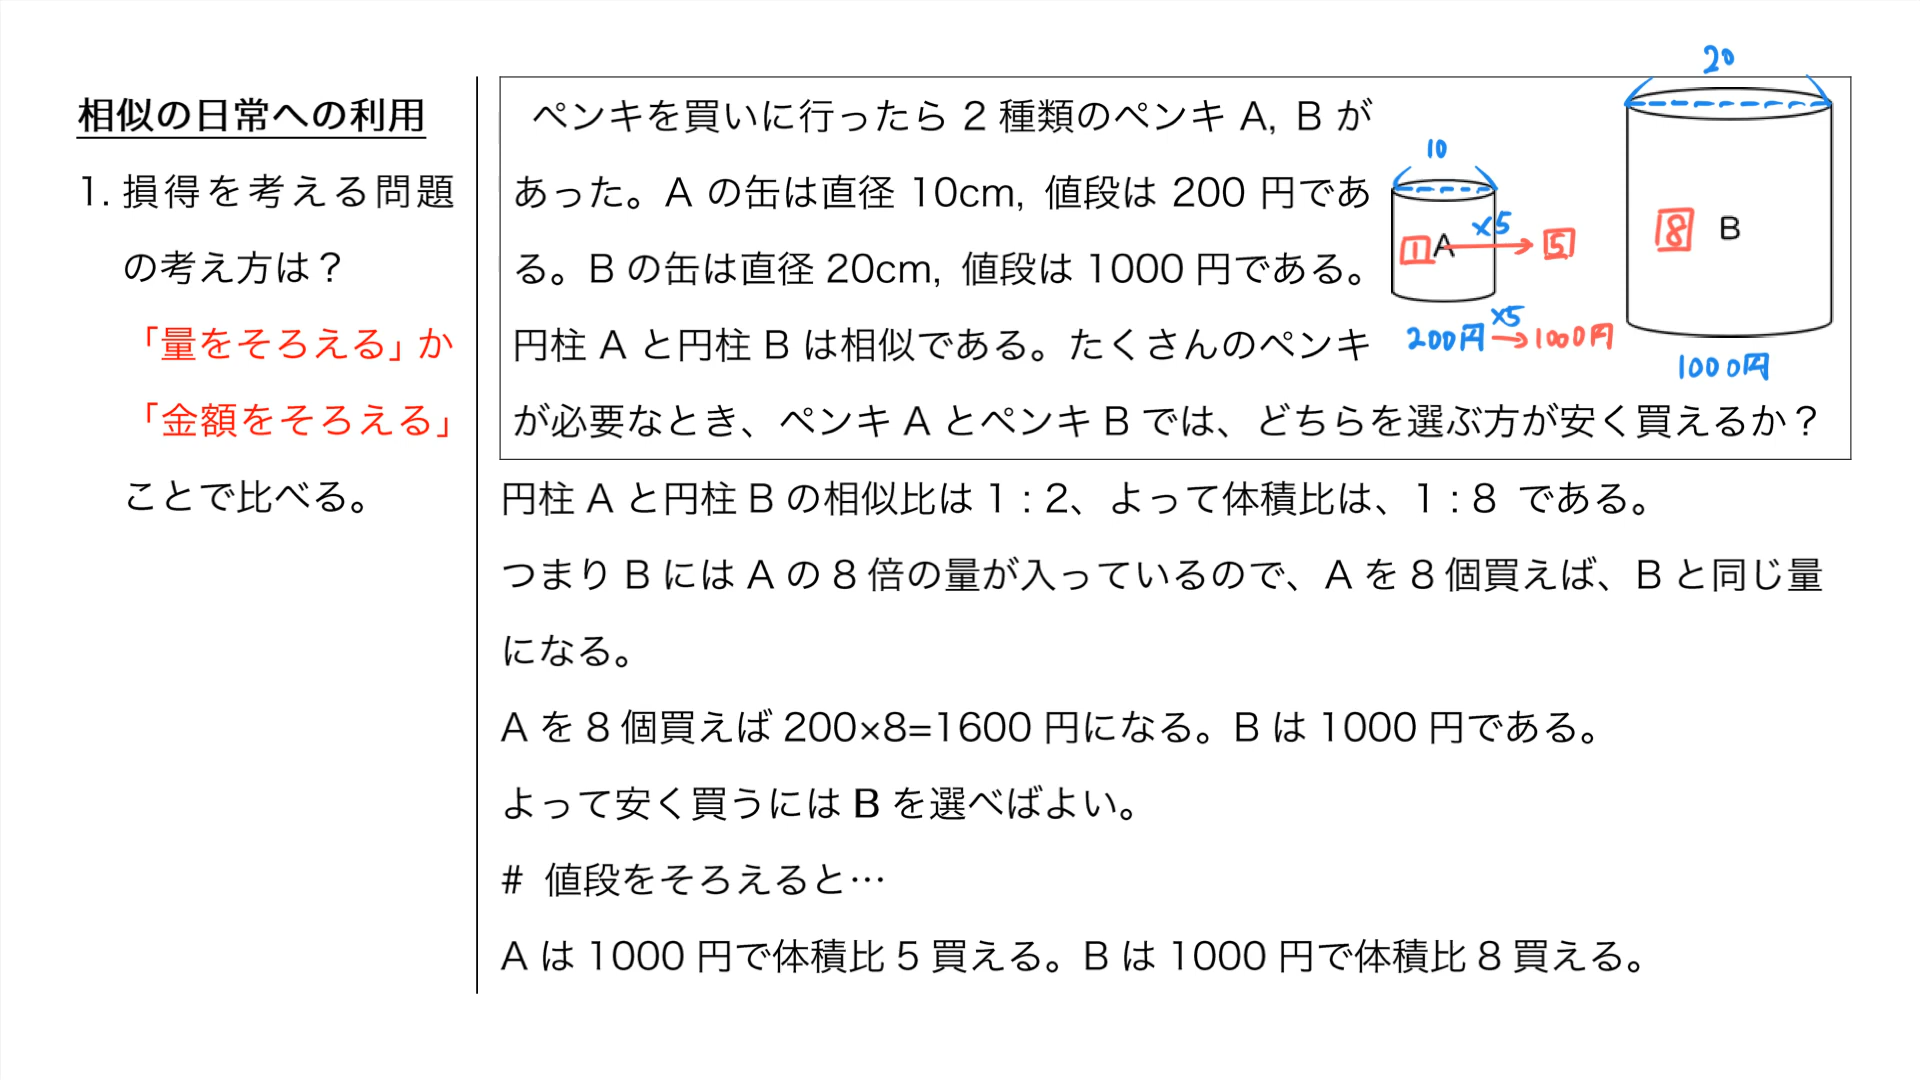 相似の日常への利用
1. 損得を考える問題
の考え方は？
「量をそろえる」か
「金額をそろえる」
ことで比べる。
ペンキを買いに行ったら 2 種類のペンキ A, B が
あった。A の缶は直径 10cm, 値段は 200 円であ
る。B の缶は直径 20cm, 値段は 1000 円である。
円柱 A と円柱 B は相似である。たくさんのペンキ
が必要なとき、ペンキ A とペンキ B では、どちらを選ぶ方が安く買えるか？
10
1 A ×5 → 5
200円 ×5 → 1000円
20
8 B
1000円
円柱 A と円柱 B の相似比は 1 : 2、よって体積比は、1 : 8 である。
つまり B には A の 8 倍の量が入っているので、A を 8 個買えば、B と同じ量
になる。
A を 8 個買えば 200×8=1600 円になる。B は 1000 円である。
よって安く買うには B を選べばよい。
# 値段をそろえると…
A は 1000 円で体積比 5 買える。B は 1000 円で体積比 8 買える。